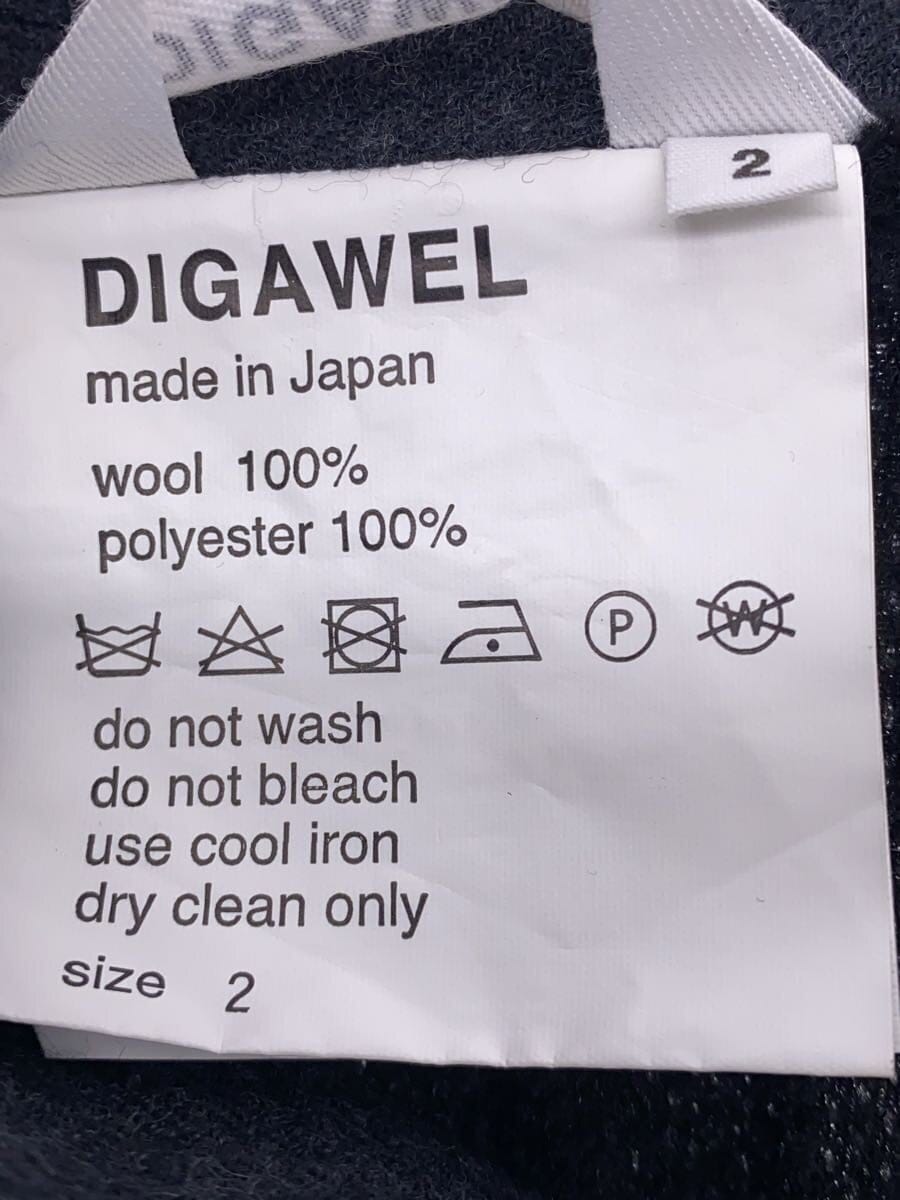 DIGAWEL
2
DIGAWEL
made in Japan
wool 100%
polyester 100%
P W
do not wash
do not bleach
use cool iron
dry clean only
size 2